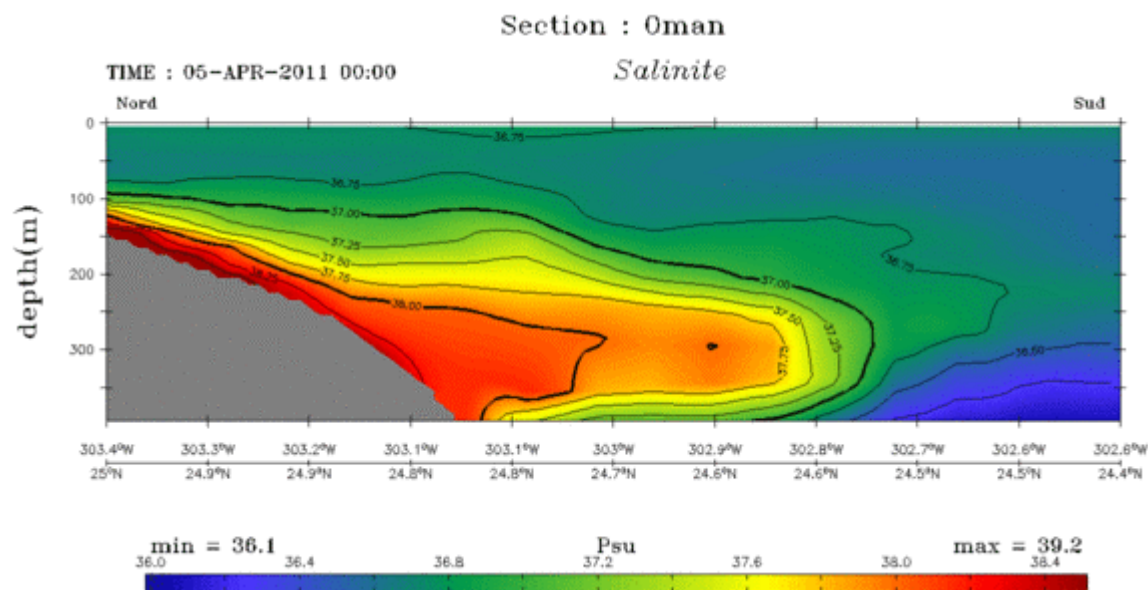 Section : Oman
TIME : 05-APR-2011 00:00
Salinite
Nord
Sud
depth(m)
0
100
200
300
36.75
36.75
37.00
37.25
37.50
37.75
38.00
38.25
37.00
37.25
37.50
37.75
36.75
36.50
303.4°W 303.3°W 303.2°W 303.1°W 303.1°W 303°W 302.9°W 302.8°W 302.7°W 302.6°W 302.6°W
25°N 24.9°N 24.9°N 24.8°N 24.8°N 24.7°N 24.6°N 24.6°N 24.5°N 24.5°N 24.4°N
min = 36.1 Psu max = 39.2
36.0 36.4 36.8 37.2 37.6 38.0 38.4